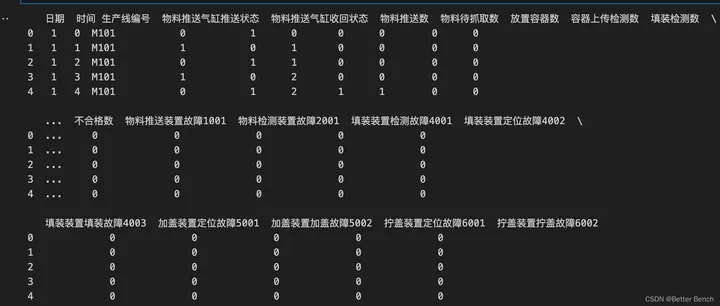 日期 时间 生产线编号 物料推送气缸推送状态 物料推送气缸收回状态 物料推送数 物料待抓取数 放置容器数 容器上传检测数 填装检测数 \
0 1 0 M101 0 1 0 0 0
1 1 1 M101 1 0 1 0 0
2 1 2 M101 0 1 1 0 0
3 1 3 M101 1 0 2 0 0
4 1 4 M101 0 1 2 1 1 0 0
... 不合格数 物料推送装置故障1001 物料检测装置故障2001 填装装置检测故障4001 填装装置定位故障4002 \
0 ... 0 0 0 0 0
1 ... 0 0 0 0 0
2 ... 0 0 0 0 0
3 ... 0 0 0 0 0
4 ... 0 0 0 0 0
填装装置填装故障4003 加盖装置定位故障5001 加盖装置加盖故障5002 拧盖装置定位故障6001 拧盖装置拧盖故障6002
0 0 0 0 0 0
1 0 0 0 0 0
2 0 0 0 0 0
3 0 0 0 0 0
4 0 0 0 0 0
CSDN @Better Bench